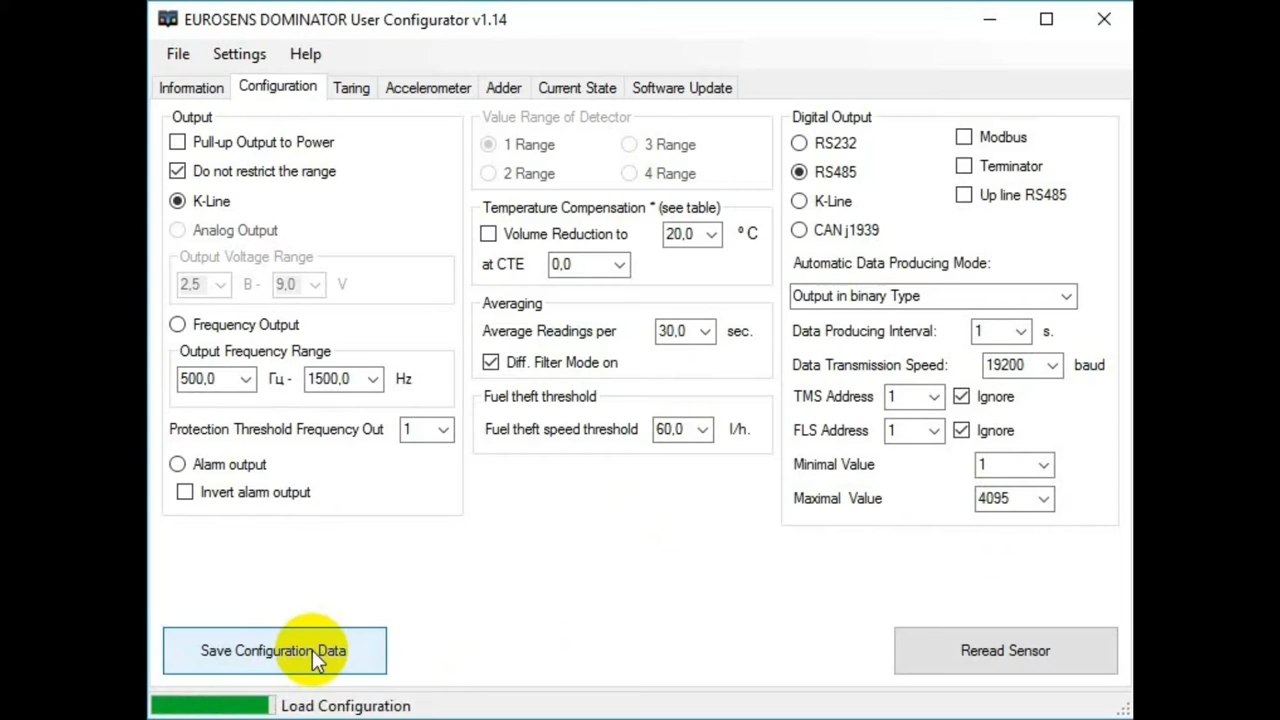 EUROSENS DOMINATOR User Configurator v1.14
File Settings Help
Information Configuration Taring Accelerometer Adder Current State Software Update
Output
Pull-up Output to Power
Do not restrict the range
K-Line
Analog Output
Output Voltage Range
2,5 B - 9,0 V
Frequency Output
Output Frequency Range
500,0 Гц - 1500,0 Hz
Protection Threshold Frequency Out 1
Alarm output
Invert alarm output
Value Range of Detector
1 Range 3 Range
2 Range 4 Range
Temperature Compensation * (see table)
Volume Reduction to 20,0 º C
at CTE 0,0
Averaging
Average Readings per 30,0 sec.
Diff. Filter Mode on
Fuel theft threshold
Fuel theft speed threshold 60,0 l/h.
Digital Output
RS232 Modbus
RS485 Terminator
K-Line Up line RS485
CAN j1939
Automatic Data Producing Mode:
Output in binary Type
Data Producing Interval: 1 s.
Data Transmission Speed: 19200 baud
TMS Address 1 Ignore
FLS Address 1 Ignore
Minimal Value 1
Maximal Value 4095
Save Configuration Data Reread Sensor
Load Configuration